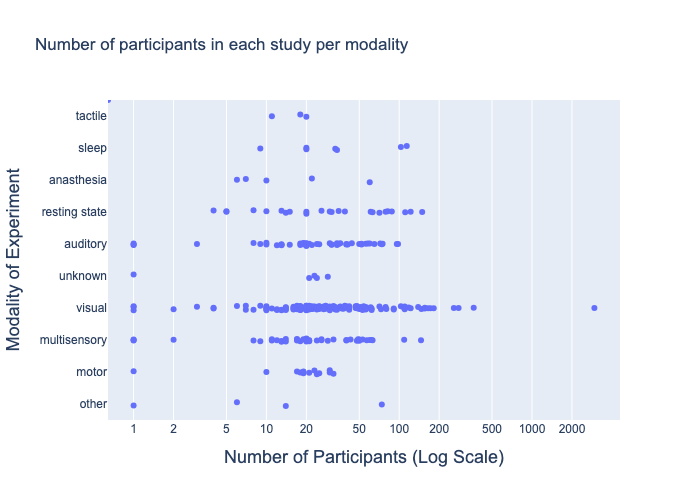 Number of participants in each study per modality
Modality of Experiment
tactile
sleep
anasthesia
resting state
auditory
unknown
visual
multisensory
motor
other
1 2 5 10 20 50 100 200 500 1000 2000
Number of Participants (Log Scale)